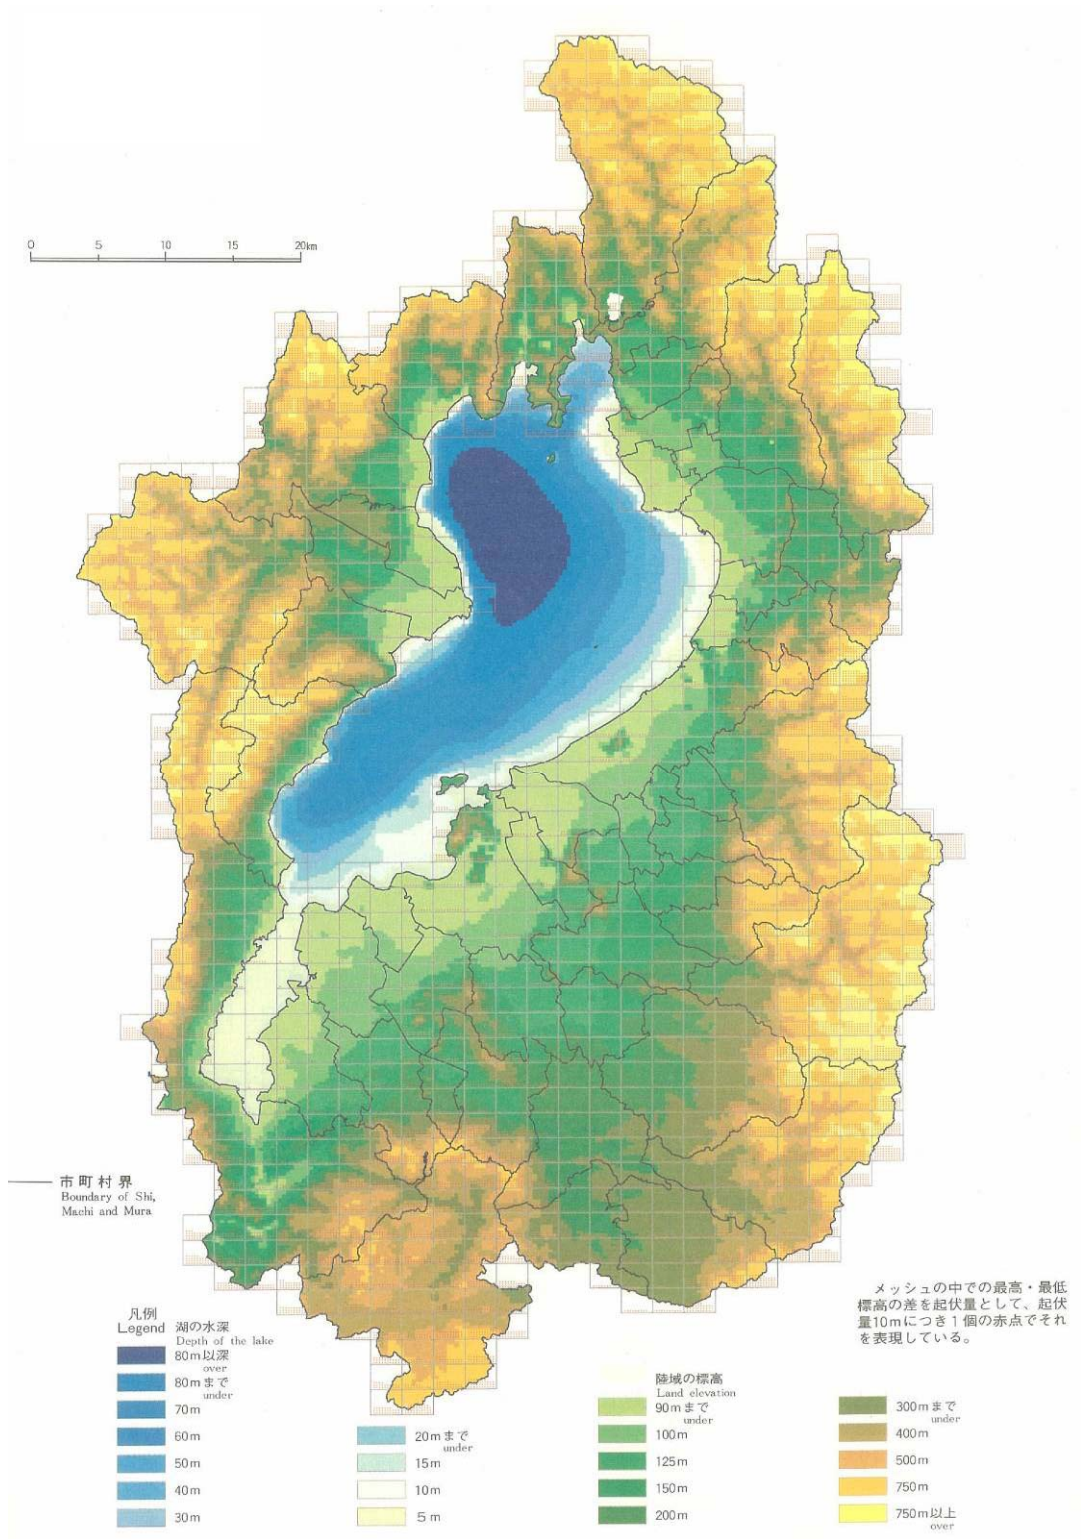 0 5 10 15 20km
市町村界
Boundary of Shi,
Machi and Mura
メッシュの中での最高・最低
標高の差を起伏量として、起伏
量10mにつき1個の赤点でそれ
を表現している。
凡例
Legend
湖の水深
Depth of the lake
80m以深
over
80mまで
under
70m
60m
50m
40m
30m
20mまで
under
15m
10m
5m
陸域の標高
Land elevation
90mまで
under
100m
125m
150m
200m
300mまで
under
400m
500m
750m
750m以上
over